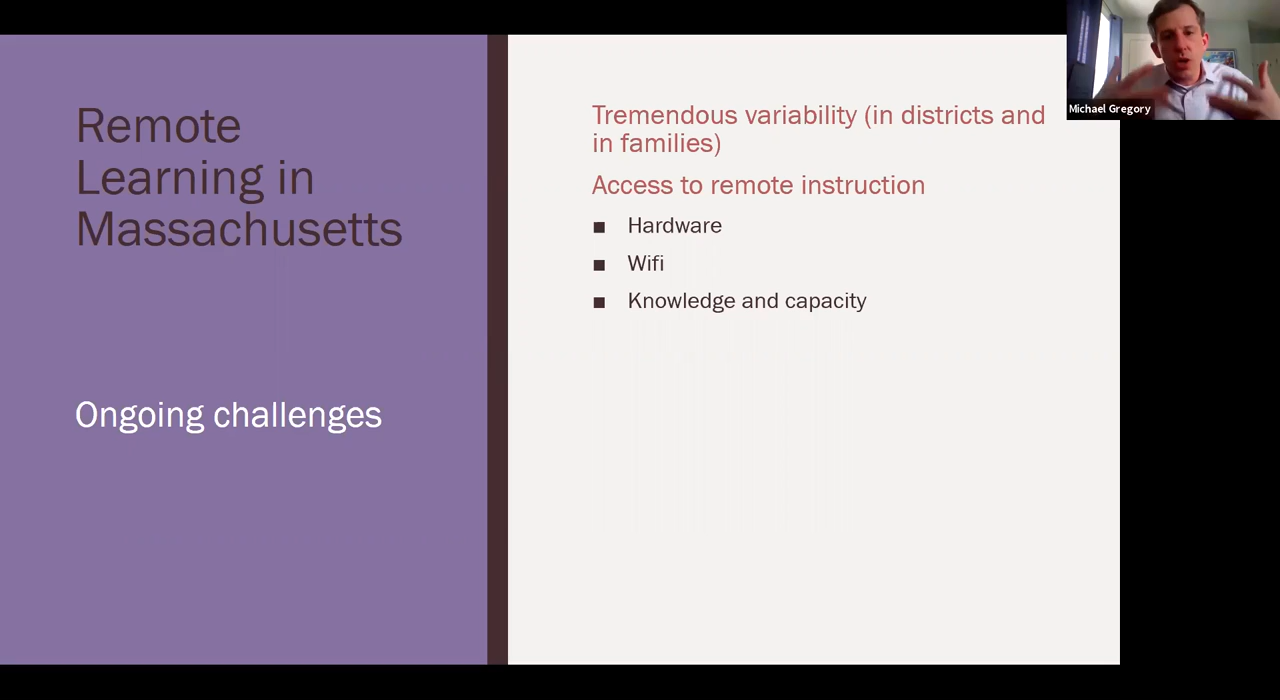 Remote
Learning in
Massachusetts
Ongoing challenges
Tremendous variability (in districts and
in families)
Access to remote instruction
■ Hardware
■ Wifi
■ Knowledge and capacity
Michael Gregory